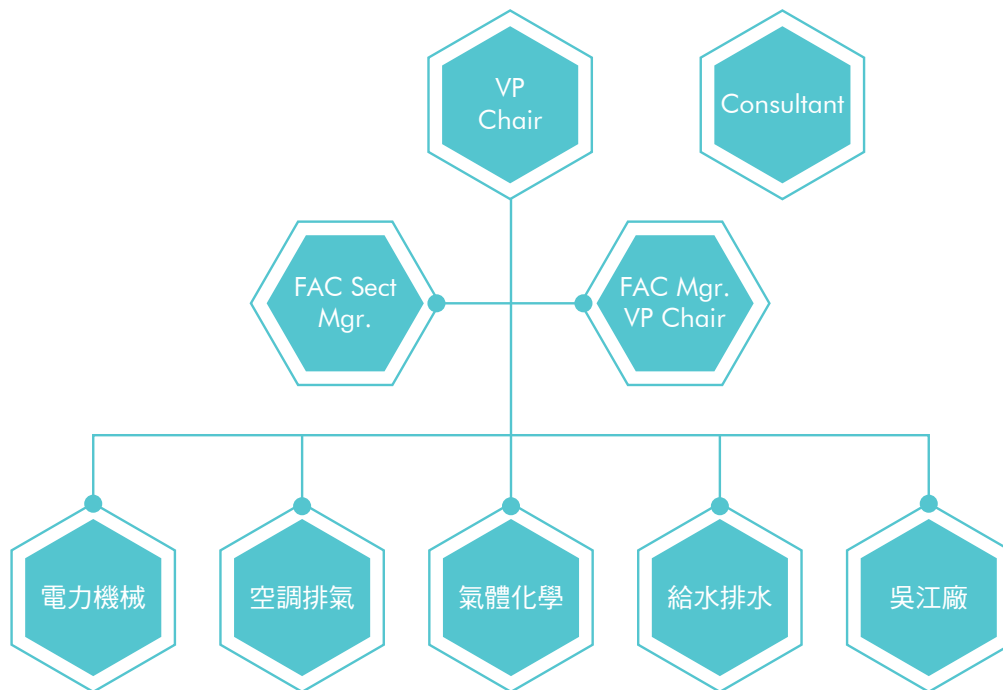 VP
Chair
Consultant
FAC Sect
Mgr.
FAC Mgr.
VP Chair
電力機械
空調排氣
氣體化學
給水排水
吳江廠